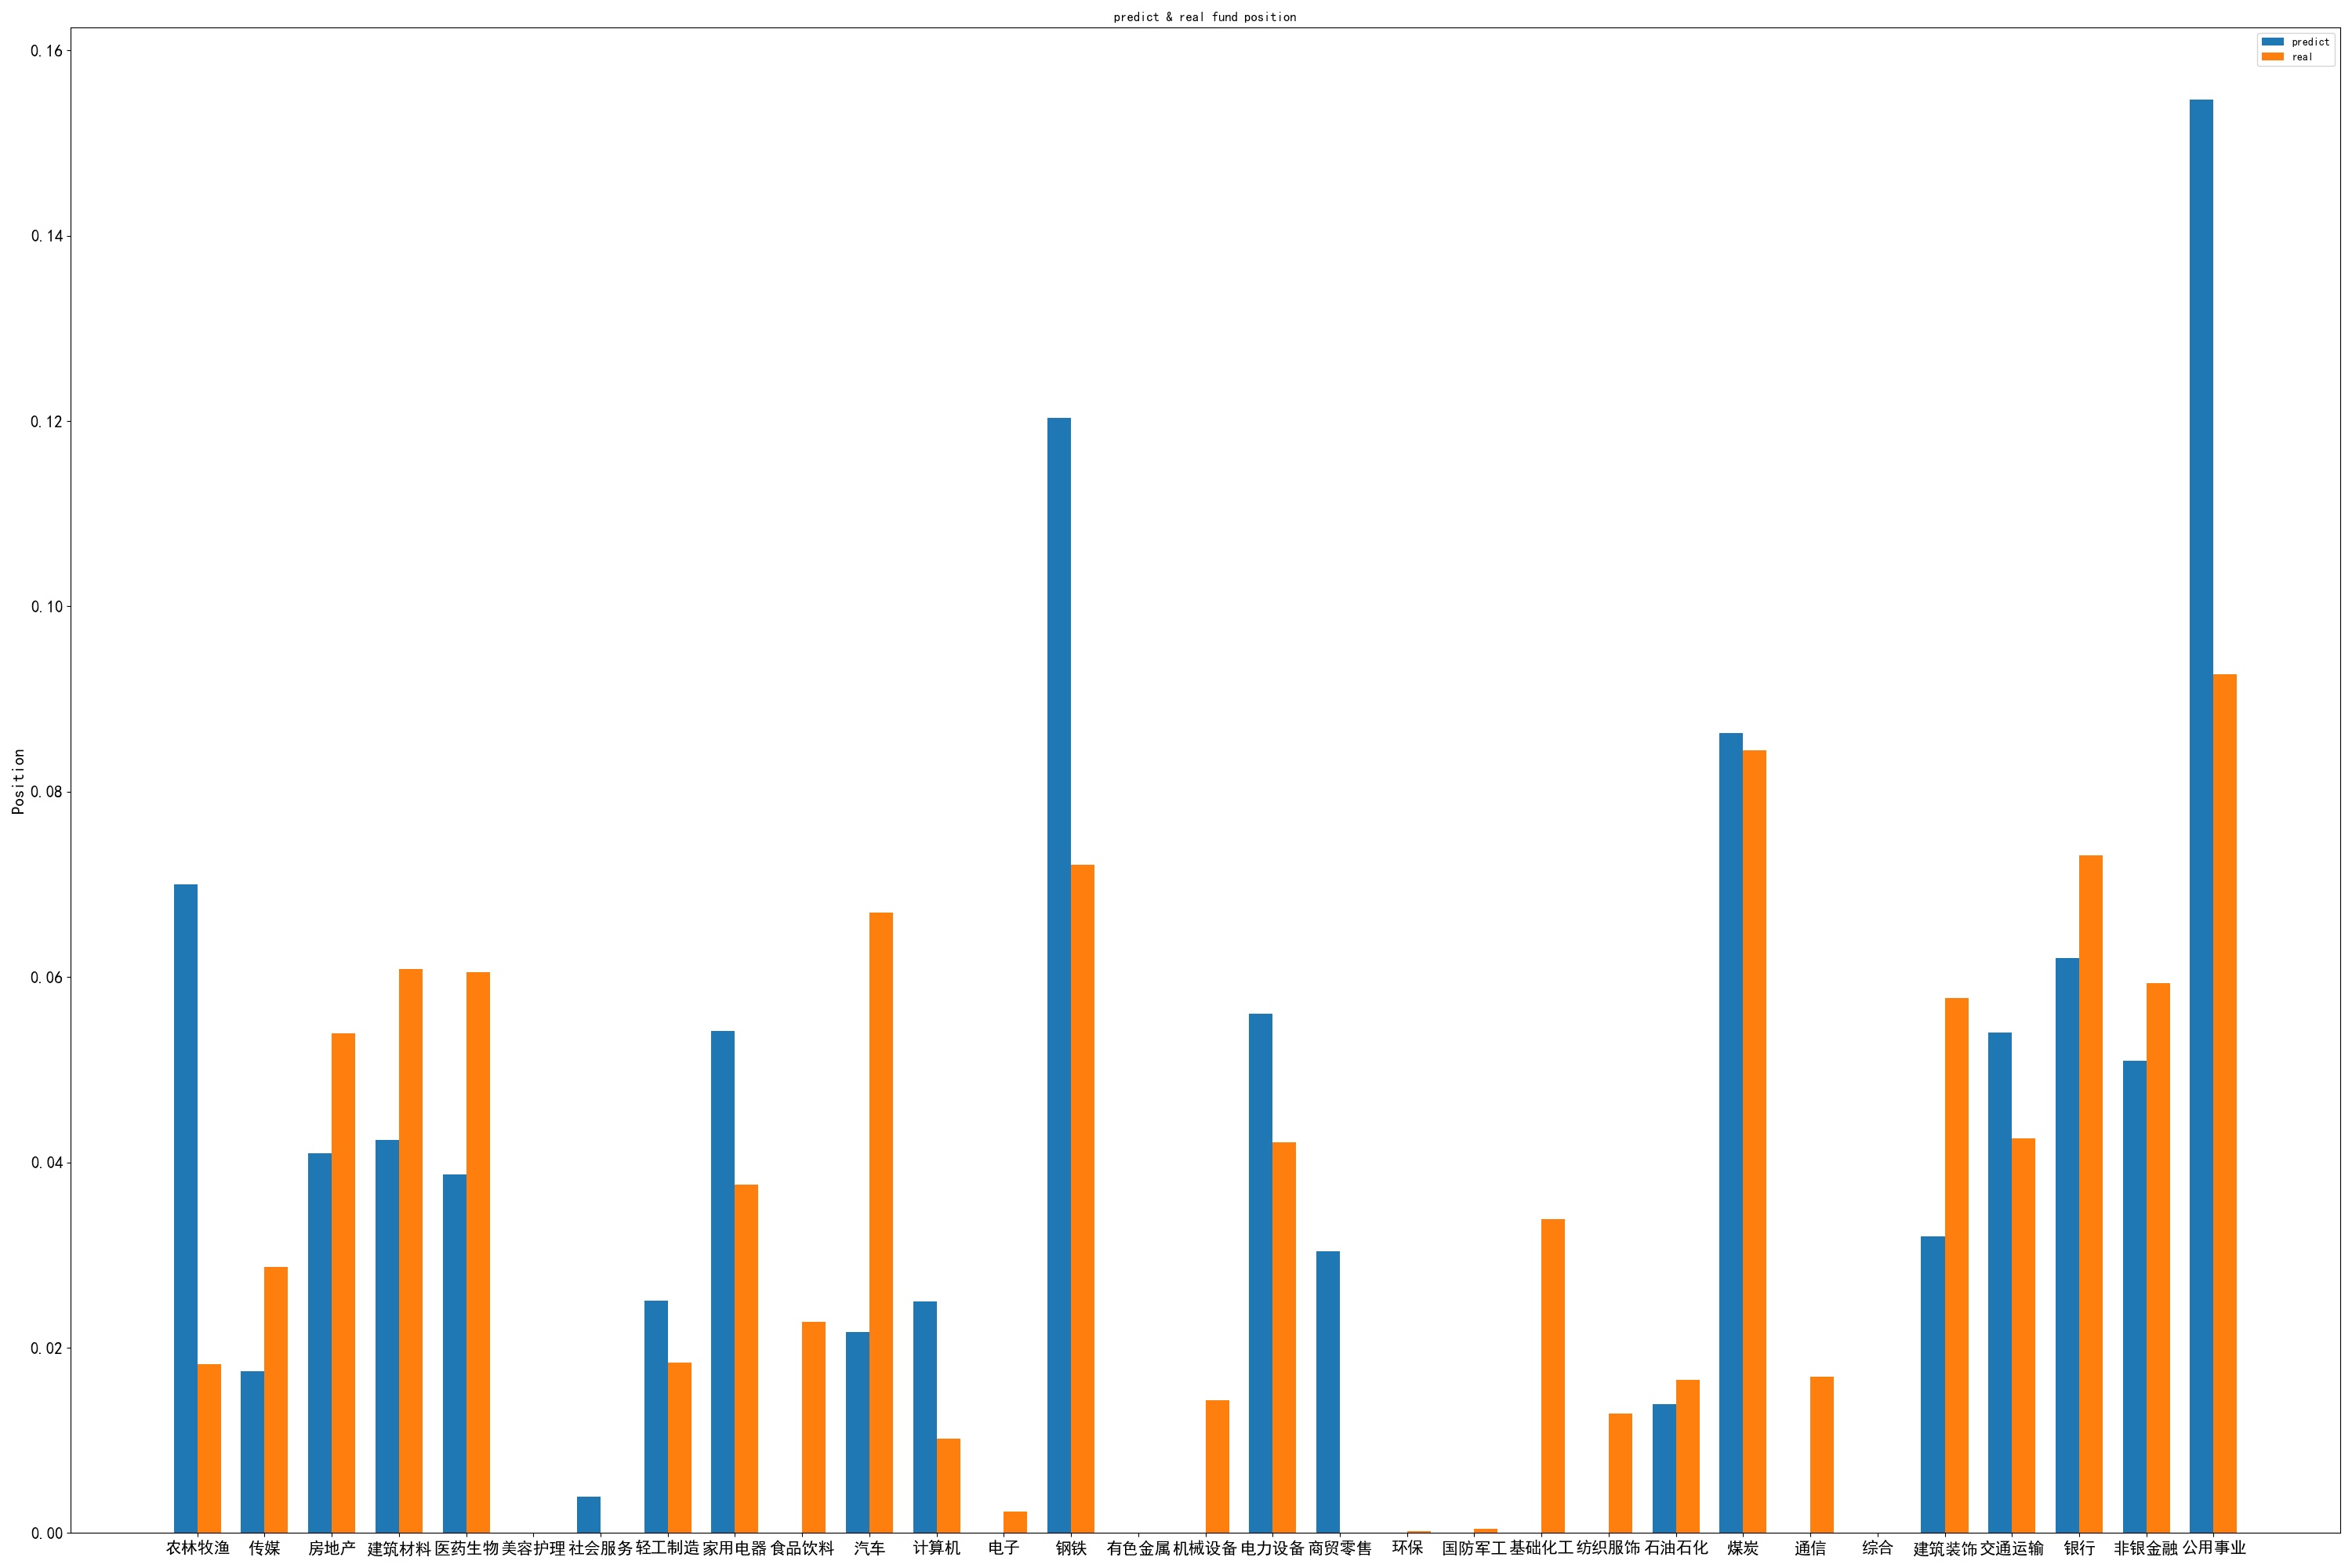 predict & real fund position
predict
real
Position
0.16
0.14
0.12
0.10
0.08
0.06
0.04
0.02
0.00
农林牧渔 传媒 房地产 建筑材料 医药生物 美容护理 社会服务 轻工制造 家用电器 食品饮料 汽车 计算机 电子 钢铁 有色金属 机械设备 电力设备 商贸零售 环保 国防军工 基础化工 纺织服饰 石油石化 煤炭 通信 综合 建筑装饰 交通运输 银行 非银金融 公用事业